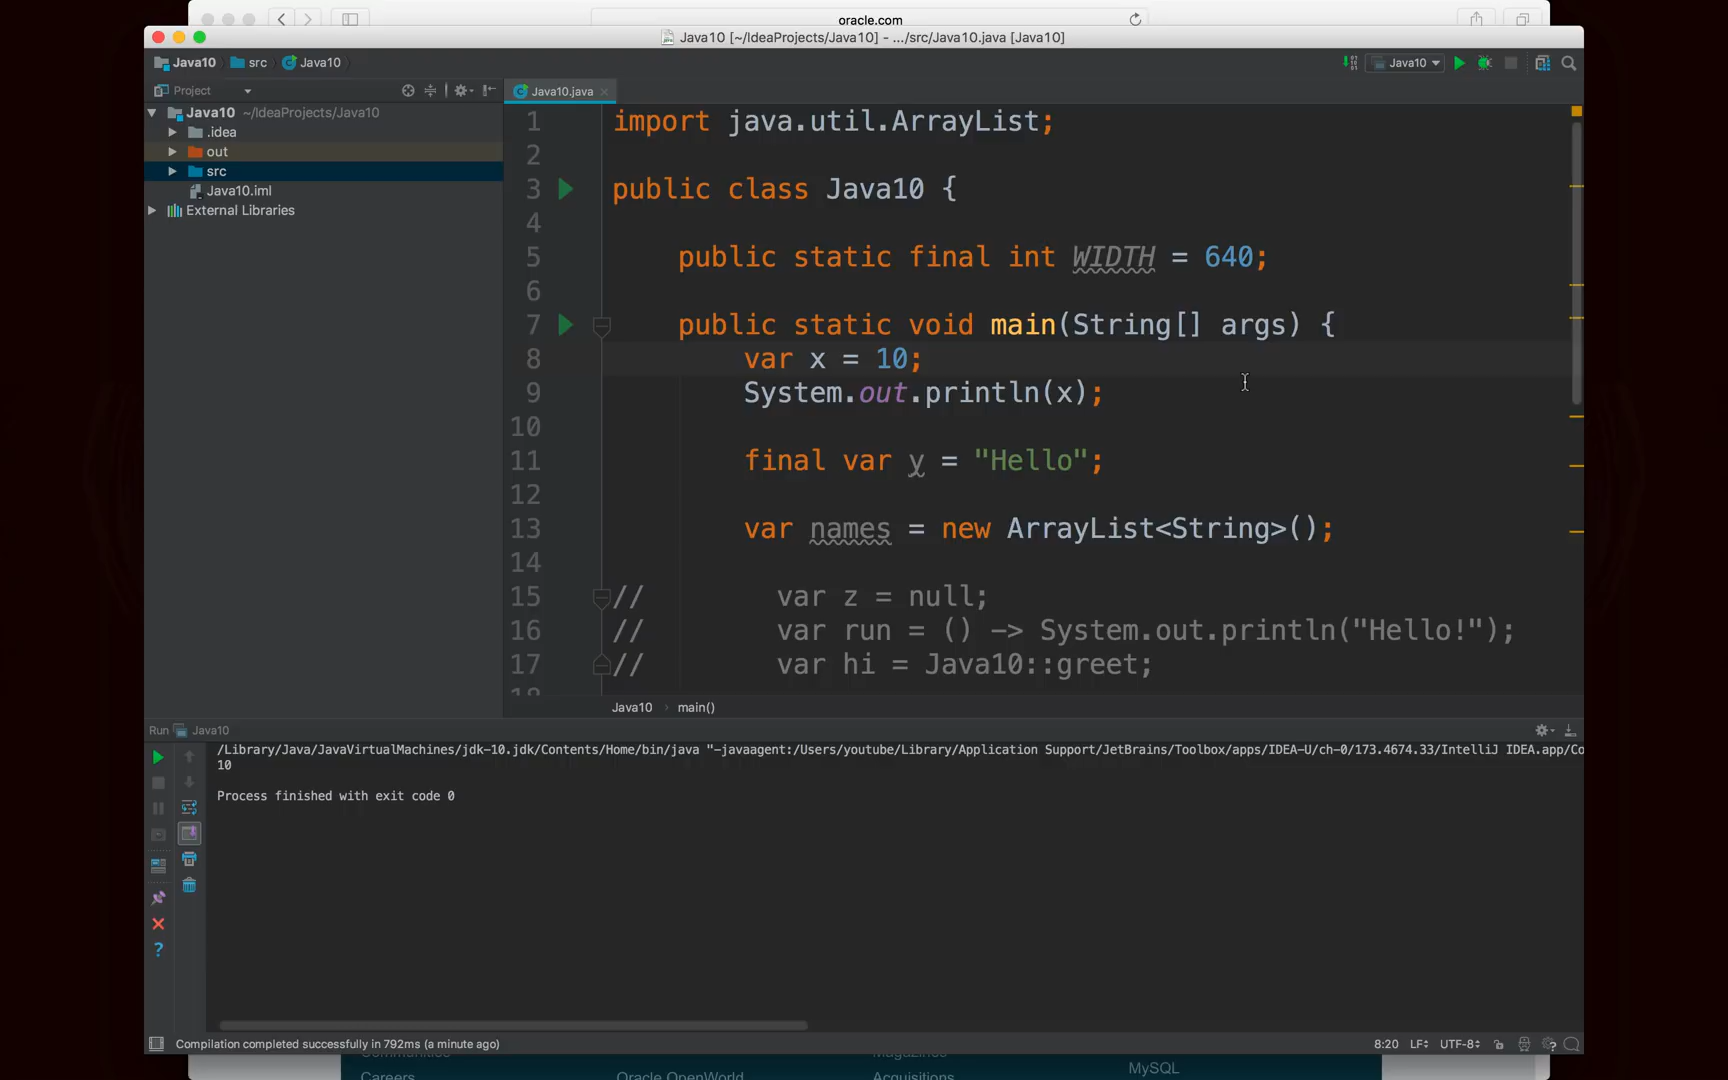 oracle.com
Java10 [~/IdeaProjects/Java10] - .../src/Java10.java [Java10]
Java10 src Java10
Java10
Project
Java10.java
Java10 ~/IdeaProjects/Java10
.idea
out
src
Java10.iml
External Libraries
1 import java.util.ArrayList;
2
3 public class Java10 {
4
5 public static final int WIDTH = 640;
6
7 public static void main(String[] args) {
8 var x = 10;
9 System.out.println(x);
10
11 final var y = "Hello";
12
13 var names = new ArrayList<String>();
14
15 // var z = null;
16 // var run = () -> System.out.println("Hello!");
17 // var hi = Java10::greet;
18
Java10 main()
Run Java10
/Library/Java/JavaVirtualMachines/jdk-10.jdk/Contents/Home/bin/java "-javaagent:/Users/youtube/Library/Application Support/JetBrains/Toolbox/apps/IDEA-U/ch-0/173.4674.33/IntelliJ IDEA.app/Co
10
Process finished with exit code 0
Compilation completed successfully in 792ms (a minute ago)
8:20 LF UTF-8
Communities Magazines
Careers Oracle OpenWorld Acquisitions MySQL